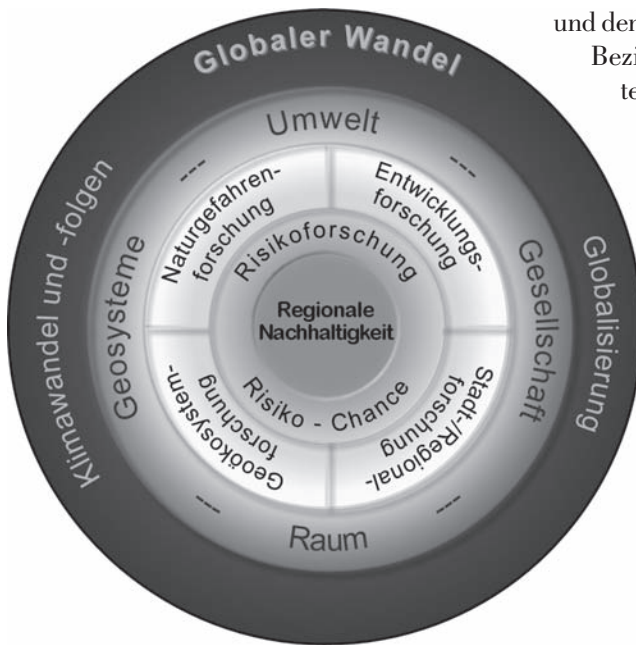 und der
Bezi
te
Globaler Wandel
Klimawandel und -folgen
Globalisierung
Umwelt
Geosysteme
Gesellschaft
Raum
Naturgefahren-
forschung
Entwicklungs-
forschung
Geoökosystem-
forschung
Stadt-/Regional-
forschung
Risikoforschung
Risiko - Chance
Regionale
Nachhaltigkeit